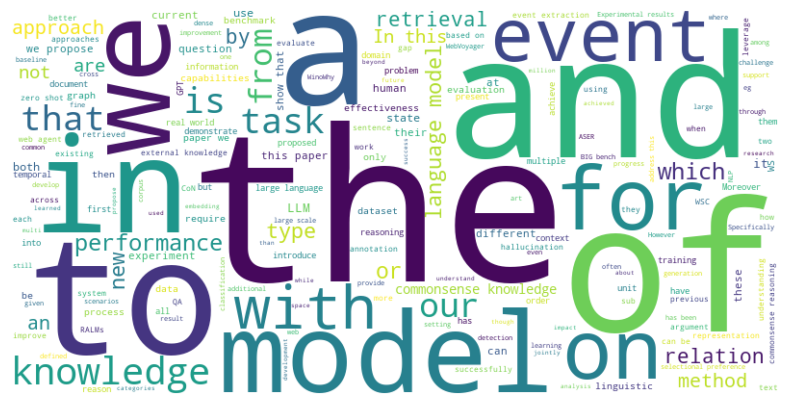 the
and
of
to
in
a
we
model
event
for
on
with
knowledge
that
is
task
from
by
our
performance
relation
method
which
retrieval
approach
language model
type
or
an
new
are
not
In this
it
can
LLM
commonsense knowledge
this paper
human
state
their
different
linguistic
these
training
dataset
capabilities
effectiveness
evaluation
experiment
large language
reasoning
require
show that
use
question
current
we propose
benchmark
information
document
zero shot
graph
better
approaches
baseline
improvement
dense
GPT
one
cross
fine
evaluate
WinoWhy
domain
beyond
gap
problem
based on
WebVoyager
at
present
event extraction
Experimental results
where
among
leverage
challenge
support
eg
through
them
two
research
million
using
achieve
achieved
large
when
WS
ASER
BIG bench
progress
address this
NLP
WSC
they
how
Moreover
However
Specifically
understanding
commonsense reasoning
generation
have
previous
unit
sub
often
about
has been
argument
can be
representation
selectional preference
text
analysis
impact
learning
jointly
though
detection
successfully
understand
even
order
has
setting
more
provide
while
than
space
web
development
additional
classification
introduce
large scale
annotation
hallucination
context
art
multiple
success
only
work
sentence
proposed
future
retrieved
real world
demonstrate
paper we
web agent
common
existing
external knowledge
both
temporal
then
CoN
but
corpus
embedding
develop
propose
across
learned
used
each
first
multi
into
still
system
scenarios
data
QA
be
given
process
all
result
RALMs
improve
defined
reason
categories